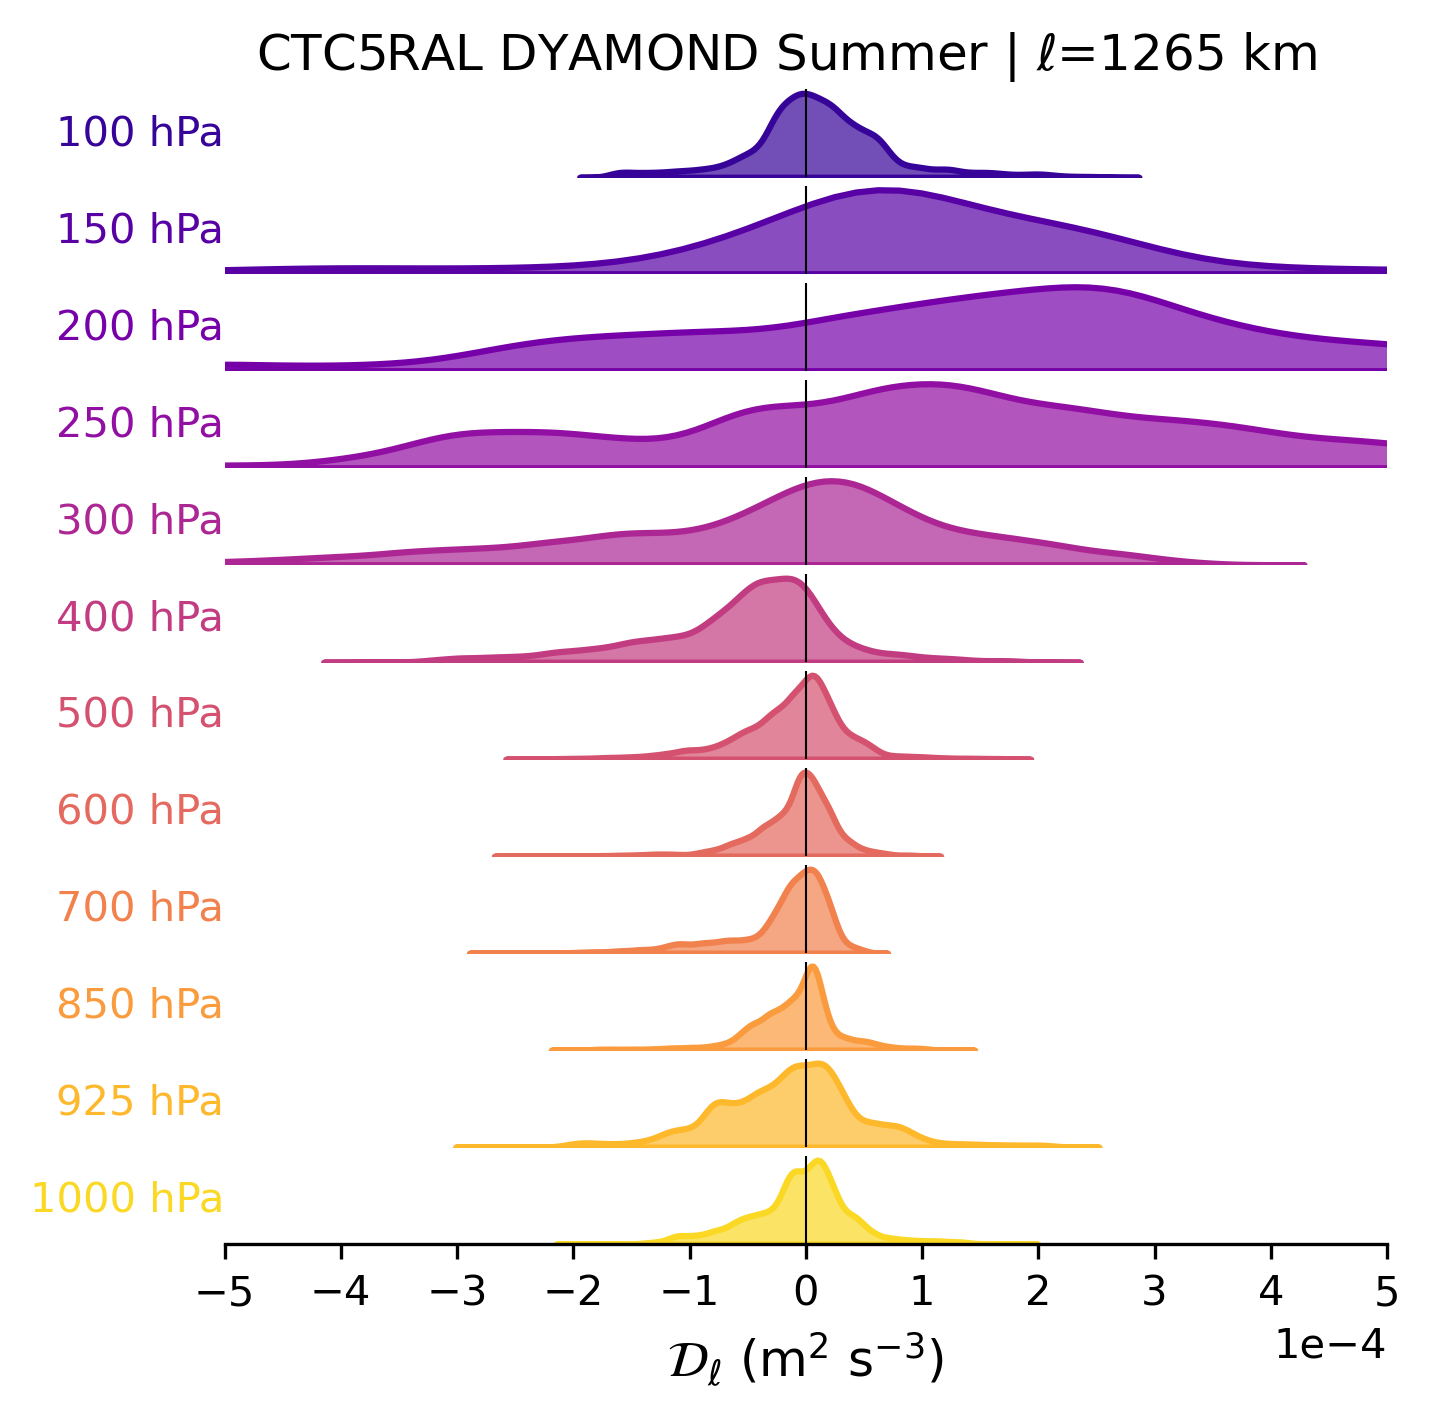 CTC5RAL DYAMOND Summer | ℓ=1265 km
100 hPa
150 hPa
200 hPa
250 hPa
300 hPa
400 hPa
500 hPa
600 hPa
700 hPa
850 hPa
925 hPa
1000 hPa
−5 −4 −3 −2 −1 0 1 2 3 4 5
1e−4
𝒟ℓ (m² s⁻³)